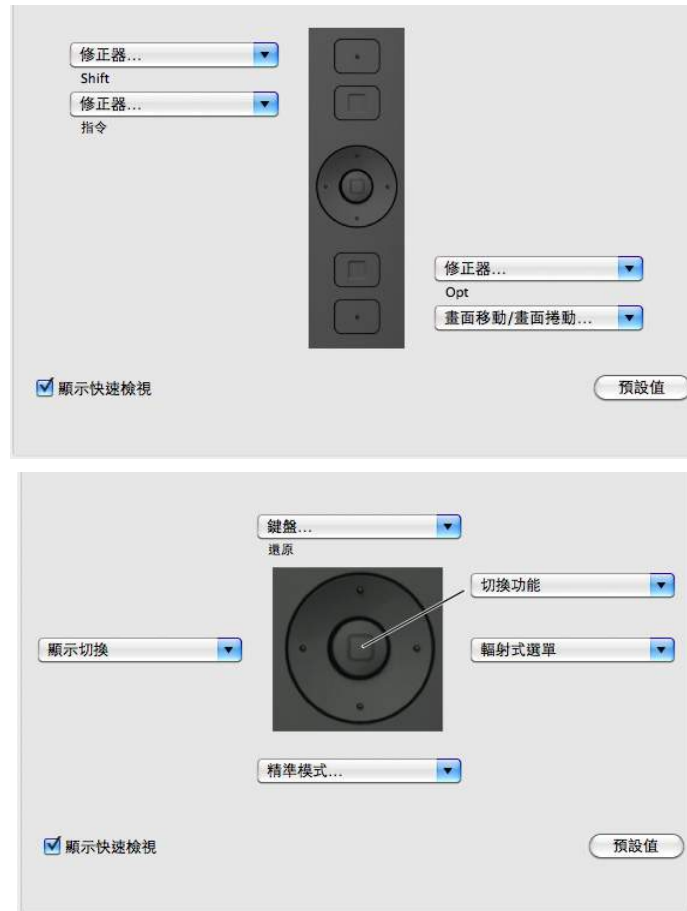 修正器...
Shift
修正器...
指令
修正器...
Opt
畫面移動/畫面捲動...
顯示快速檢視
預設值
鍵盤...
還原
切換功能
顯示切換
輻射式選單
精準模式...
顯示快速檢視
預設值